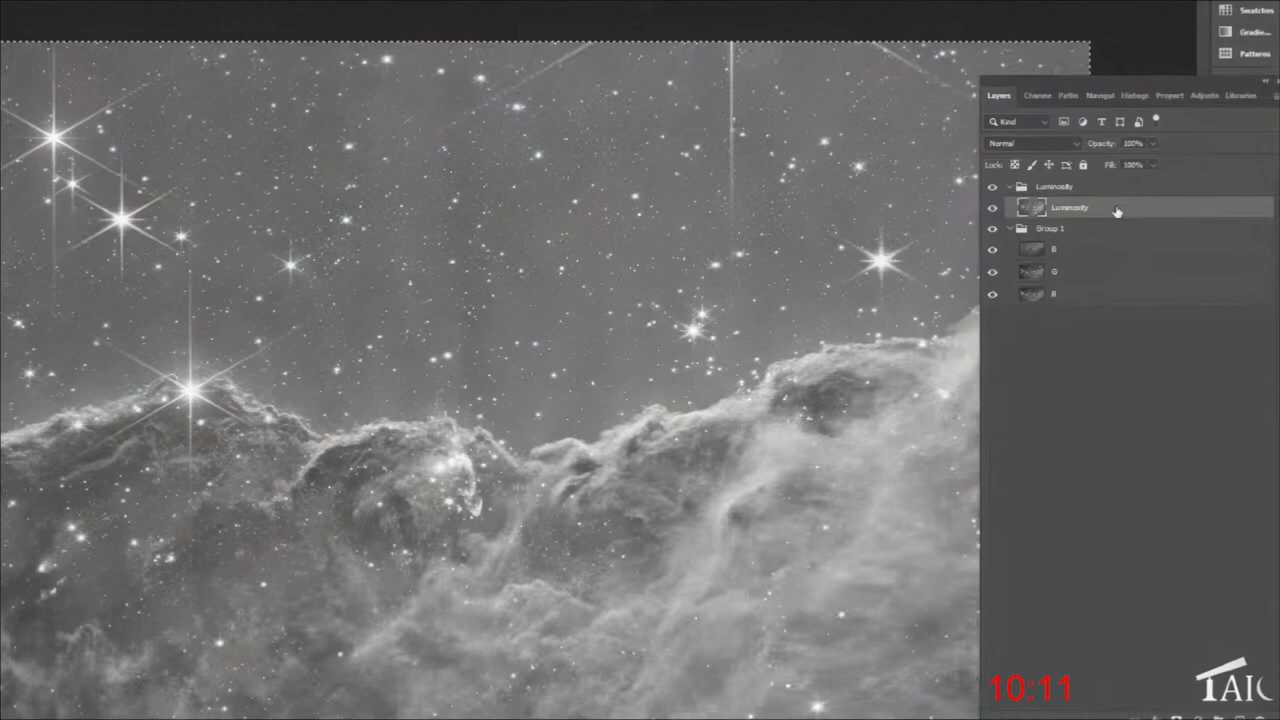 Swatches
Gradie...
Patterns
Layers Channe Paths Navigat Histogr Propert Adjustn Libraries
Kind
Normal Opacity: 100%
Lock: Fill: 100%
Luminosity
Luminosity
Group 1
B
G
R
10:11
TAIC